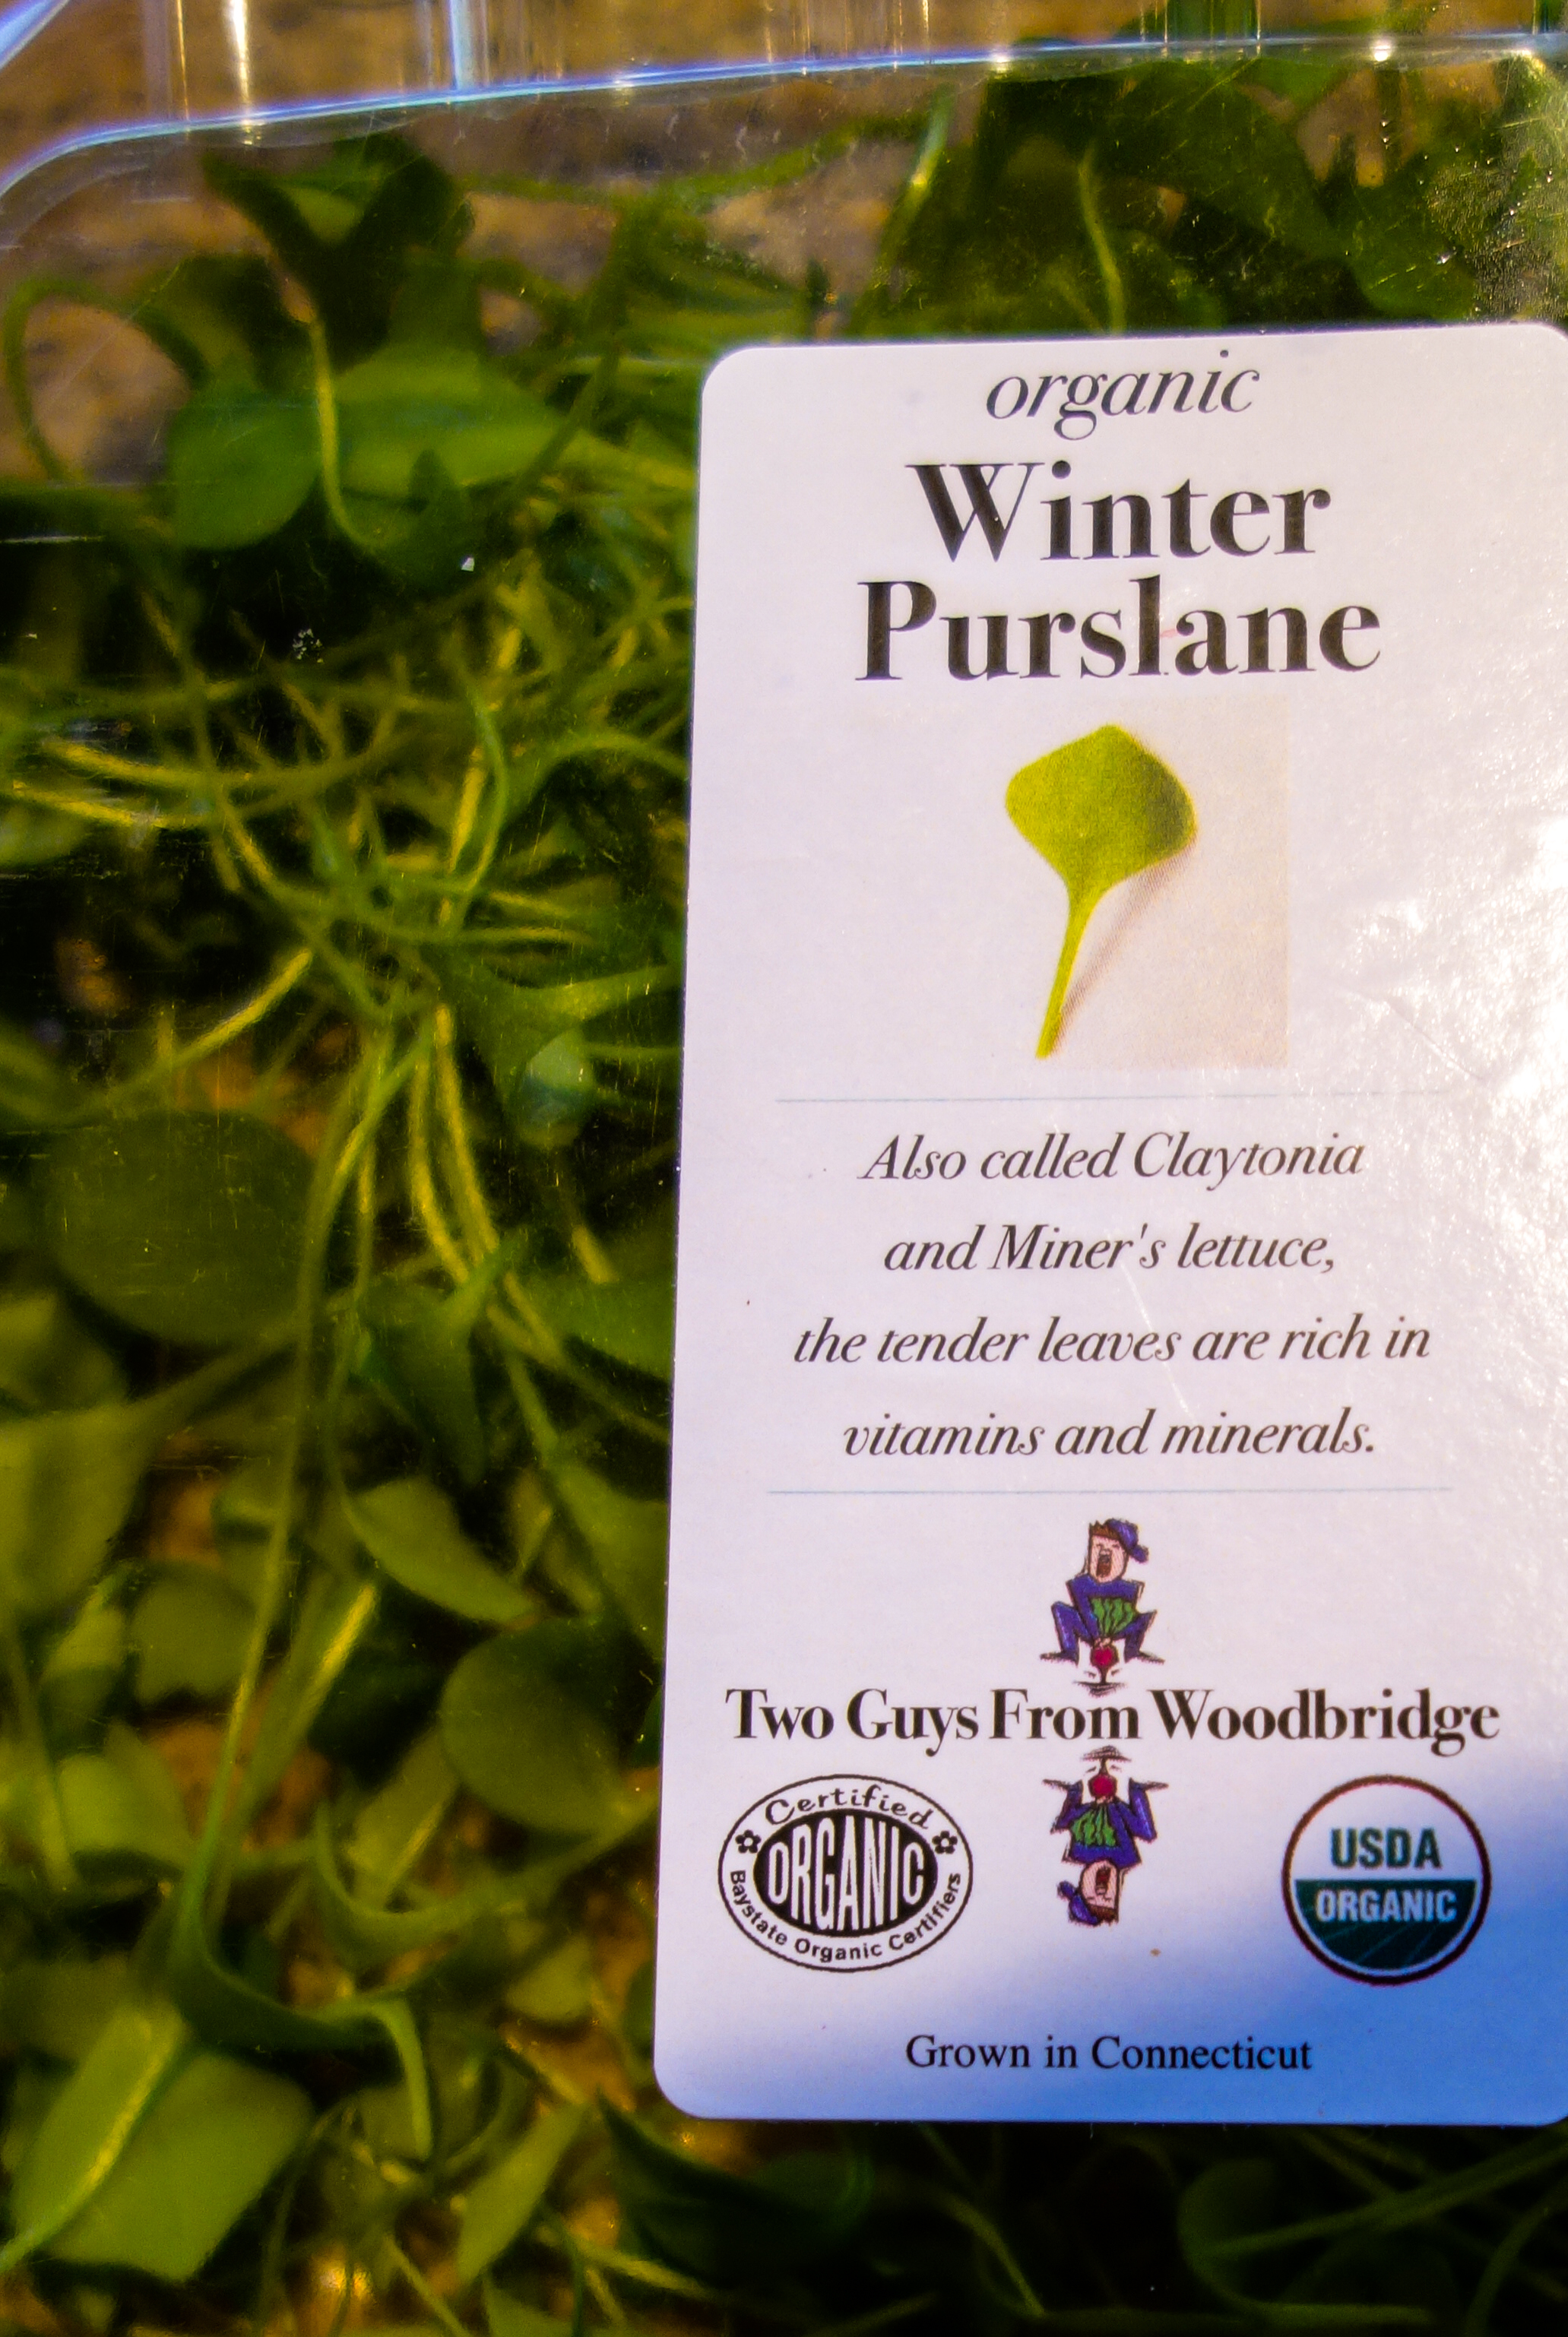 organic
Winter
Purslane
Also called Claytonia
and Miner's lettuce,
the tender leaves are rich in
vitamins and minerals.
Two Guys From Woodbridge
Certified
ORGANIC
Baystate Organic Certifiers
USDA
ORGANIC
Grown in Connecticut